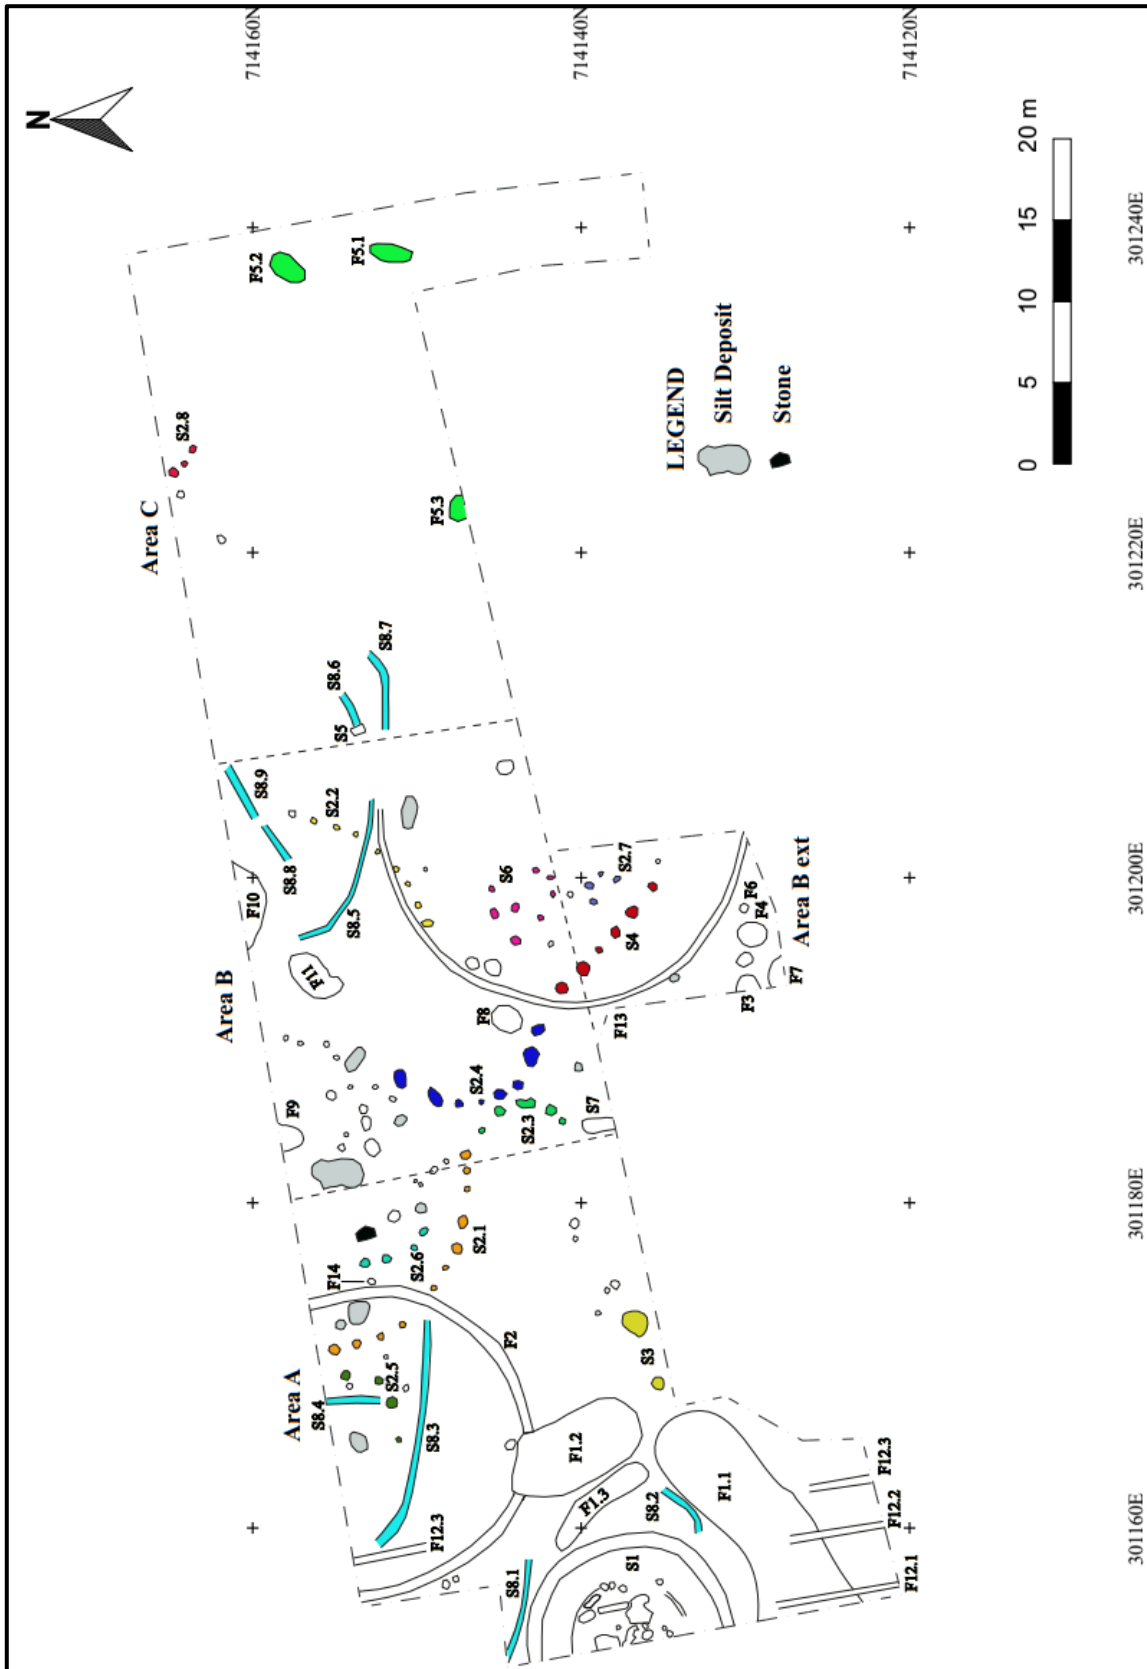 714160N
714140N
714120N
N
F5.2
F5.1
301240E
S2.8
Area C
F5.3
301220E
LEGEND
Silt Deposit
Stone
0
5
10
15
20 m
S8.7
S8.6
S5
S8.9
S2.2
S8.8
S8.5
F10
F11
Area B
S6
S2.7
S4
301200E
F6
F4
Area B ext
F3
F7
F8
F13
F9
S2.4
S2.3
S7
301180E
S2.1
S2.6
F14
F2
S3
Area A
S2.5
S8.4
S8.3
F1.2
F1.3
F1.1
S8.2
F12.3
F12.3
F12.2
F12.1
301160E
S8.1
S1